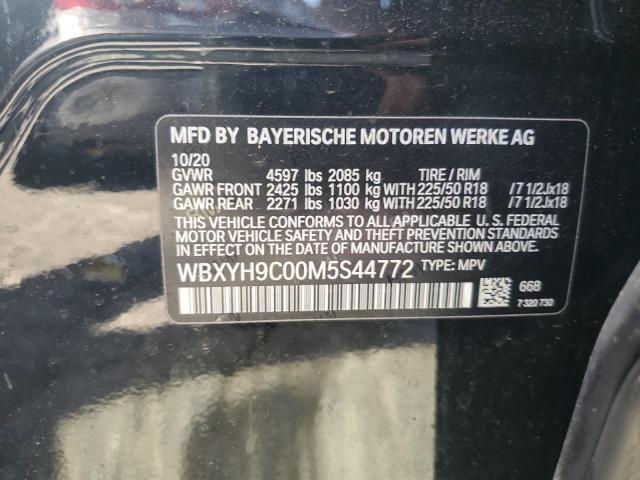 MFD BY BAYERISCHE MOTOREN WERKE AG
10/20
GVWR 4597 lbs 2085 kg TIRE / RIM
GAWR FRONT 2425 lbs 1100 kg WITH 225/50 R18 /7 1/2Jx18
GAWR REAR 2271 lbs 1030 kg WITH 225/50 R18 /7 1/2Jx18
THIS VEHICLE CONFORMS TO ALL APPLICABLE U. S. FEDERAL
MOTOR VEHICLE SAFETY AND THEFT PREVENTION STANDARDS
IN EFFECT ON THE DATE OF MANUFACTURE SHOWN ABOVE.
WBXYH9C00M5S44772 TYPE: MPV
668
7 320 730